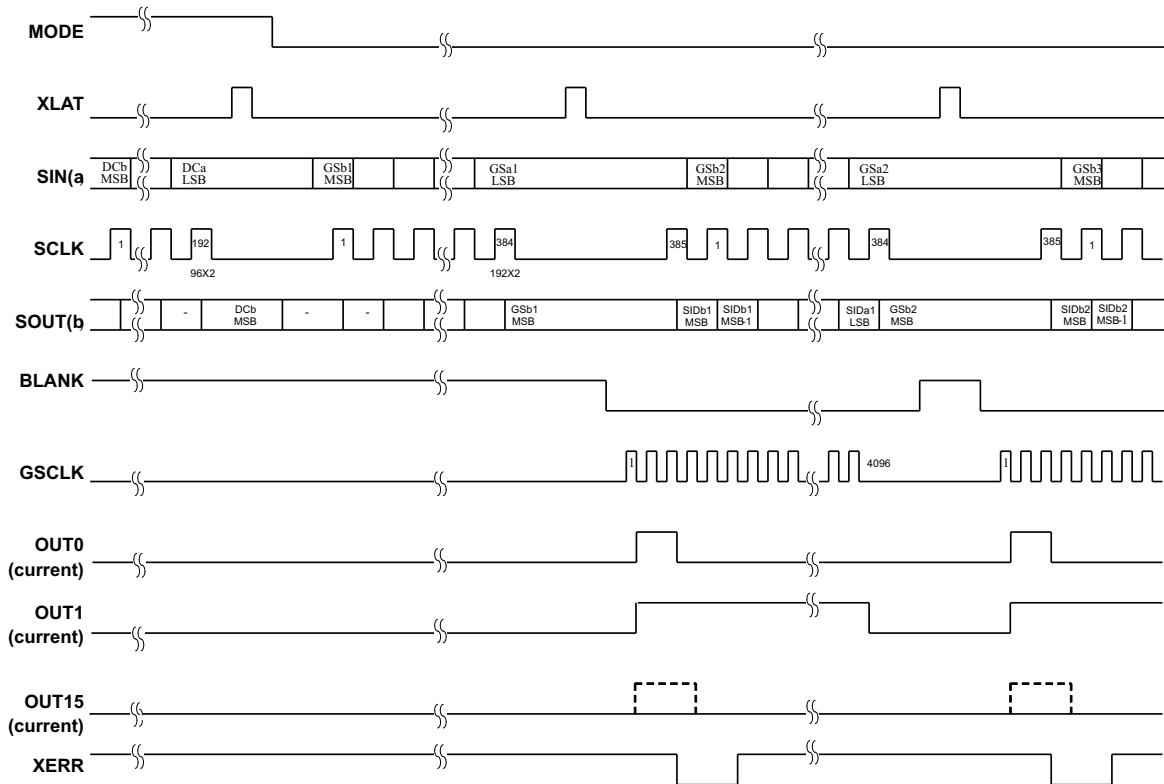 MODE
XLAT
SIN(a
DCb
MSB
DCa
LSB
GSb1
MSB
GSa1
LSB
GSb2
MSB
GSa2
LSB
GSb3
MSB
SCLK
1
192
1
384
385
1
384
385
1
96X2
192X2
SOUT(b
-
DCb
MSB
-
-
GSb1
MSB
SIDb1
MSB
SIDb1
MSB-1
SIDa1
LSB
GSb2
MSB
SIDb2
MSB
SIDb2
MSB-1
BLANK
GSCLK
1
4096
1
OUT0
(current)
OUT1
(current)
OUT15
(current)
XERR